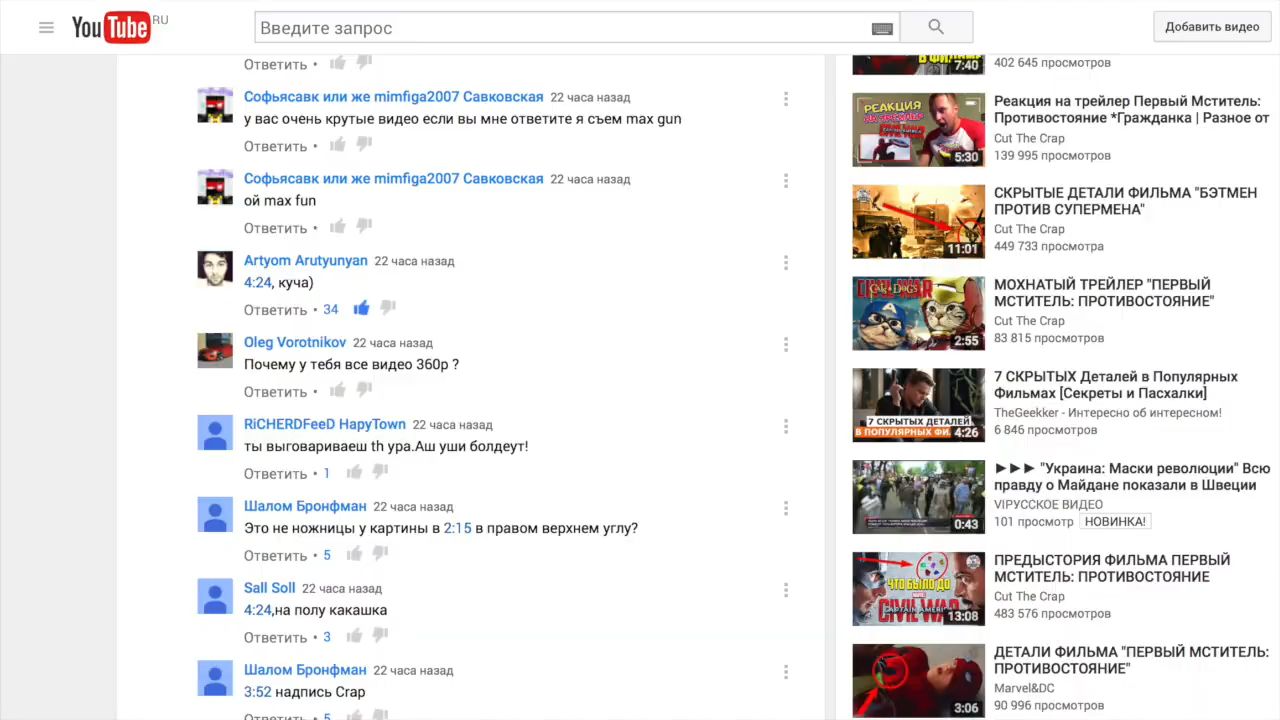 YouTube RU
Введите запрос
Добавить видео
Ответить •
Софьясавк или же mimfiga2007 Савковская 22 часа назад
у вас очень крутые видео если вы мне ответите я съем max gun
Ответить •
Софьясавк или же mimfiga2007 Савковская 22 часа назад
ой max fun
Ответить •
Artyom Arutyunyan 22 часа назад
4:24, куча)
Ответить • 34
Oleg Vorotnikov 22 часа назад
Почему у тебя все видео 360p ?
Ответить •
RiCHERDFeeD HapyTown 22 часа назад
ты выговариваеш th ура.Аш уши болдеут!
Ответить • 1
Шалом Бронфман 22 часа назад
Это не ножницы у картины в 2:15 в правом верхнем углу?
Ответить • 5
Sall Soll 22 часа назад
4:24,на полу какашка
Ответить • 3
Шалом Бронфман 22 часа назад
3:52 надпись Crap
Ответить • 5
7:40
402 645 просмотров
РЕАКЦИЯ
5:30
Реакция на трейлер Первый Мститель:
Противостояние *Гражданка | Разное от
Cut The Crap
139 995 просмотров
11:01
СКРЫТЫЕ ДЕТАЛИ ФИЛЬМА "БЭТМЕН
ПРОТИВ СУПЕРМЕНА"
Cut The Crap
449 733 просмотра
CIVIL WAR
2:55
МОХНАТЫЙ ТРЕЙЛЕР "ПЕРВЫЙ
МСТИТЕЛЬ: ПРОТИВОСТОЯНИЕ"
Cut The Crap
83 815 просмотров
7 СКРЫТЫХ ДЕТАЛЕЙ
В ПОПУЛЯРНЫХ ФИ
4:26
7 СКРЫТЫХ Деталей в Популярных
Фильмах [Секреты и Пасхалки]
TheGeekker - Интересно об интересном!
6 846 просмотров
0:43
►►► "Украина: Маски революции" Всю
правду о Майдане показали в Швеции
VIРУССКОЕ ВИДЕО
101 просмотр НОВИНКА!
ЧТО БЫЛО ДО
CIVIL WAR
13:08
ПРЕДЫСТОРИЯ ФИЛЬМА ПЕРВЫЙ
МСТИТЕЛЬ: ПРОТИВОСТОЯНИЕ
Cut The Crap
483 576 просмотров
3:06
ДЕТАЛИ ФИЛЬМА "ПЕРВЫЙ МСТИТЕЛЬ:
ПРОТИВОСТОЯНИЕ"
Marvel&DC
90 996 просмотров